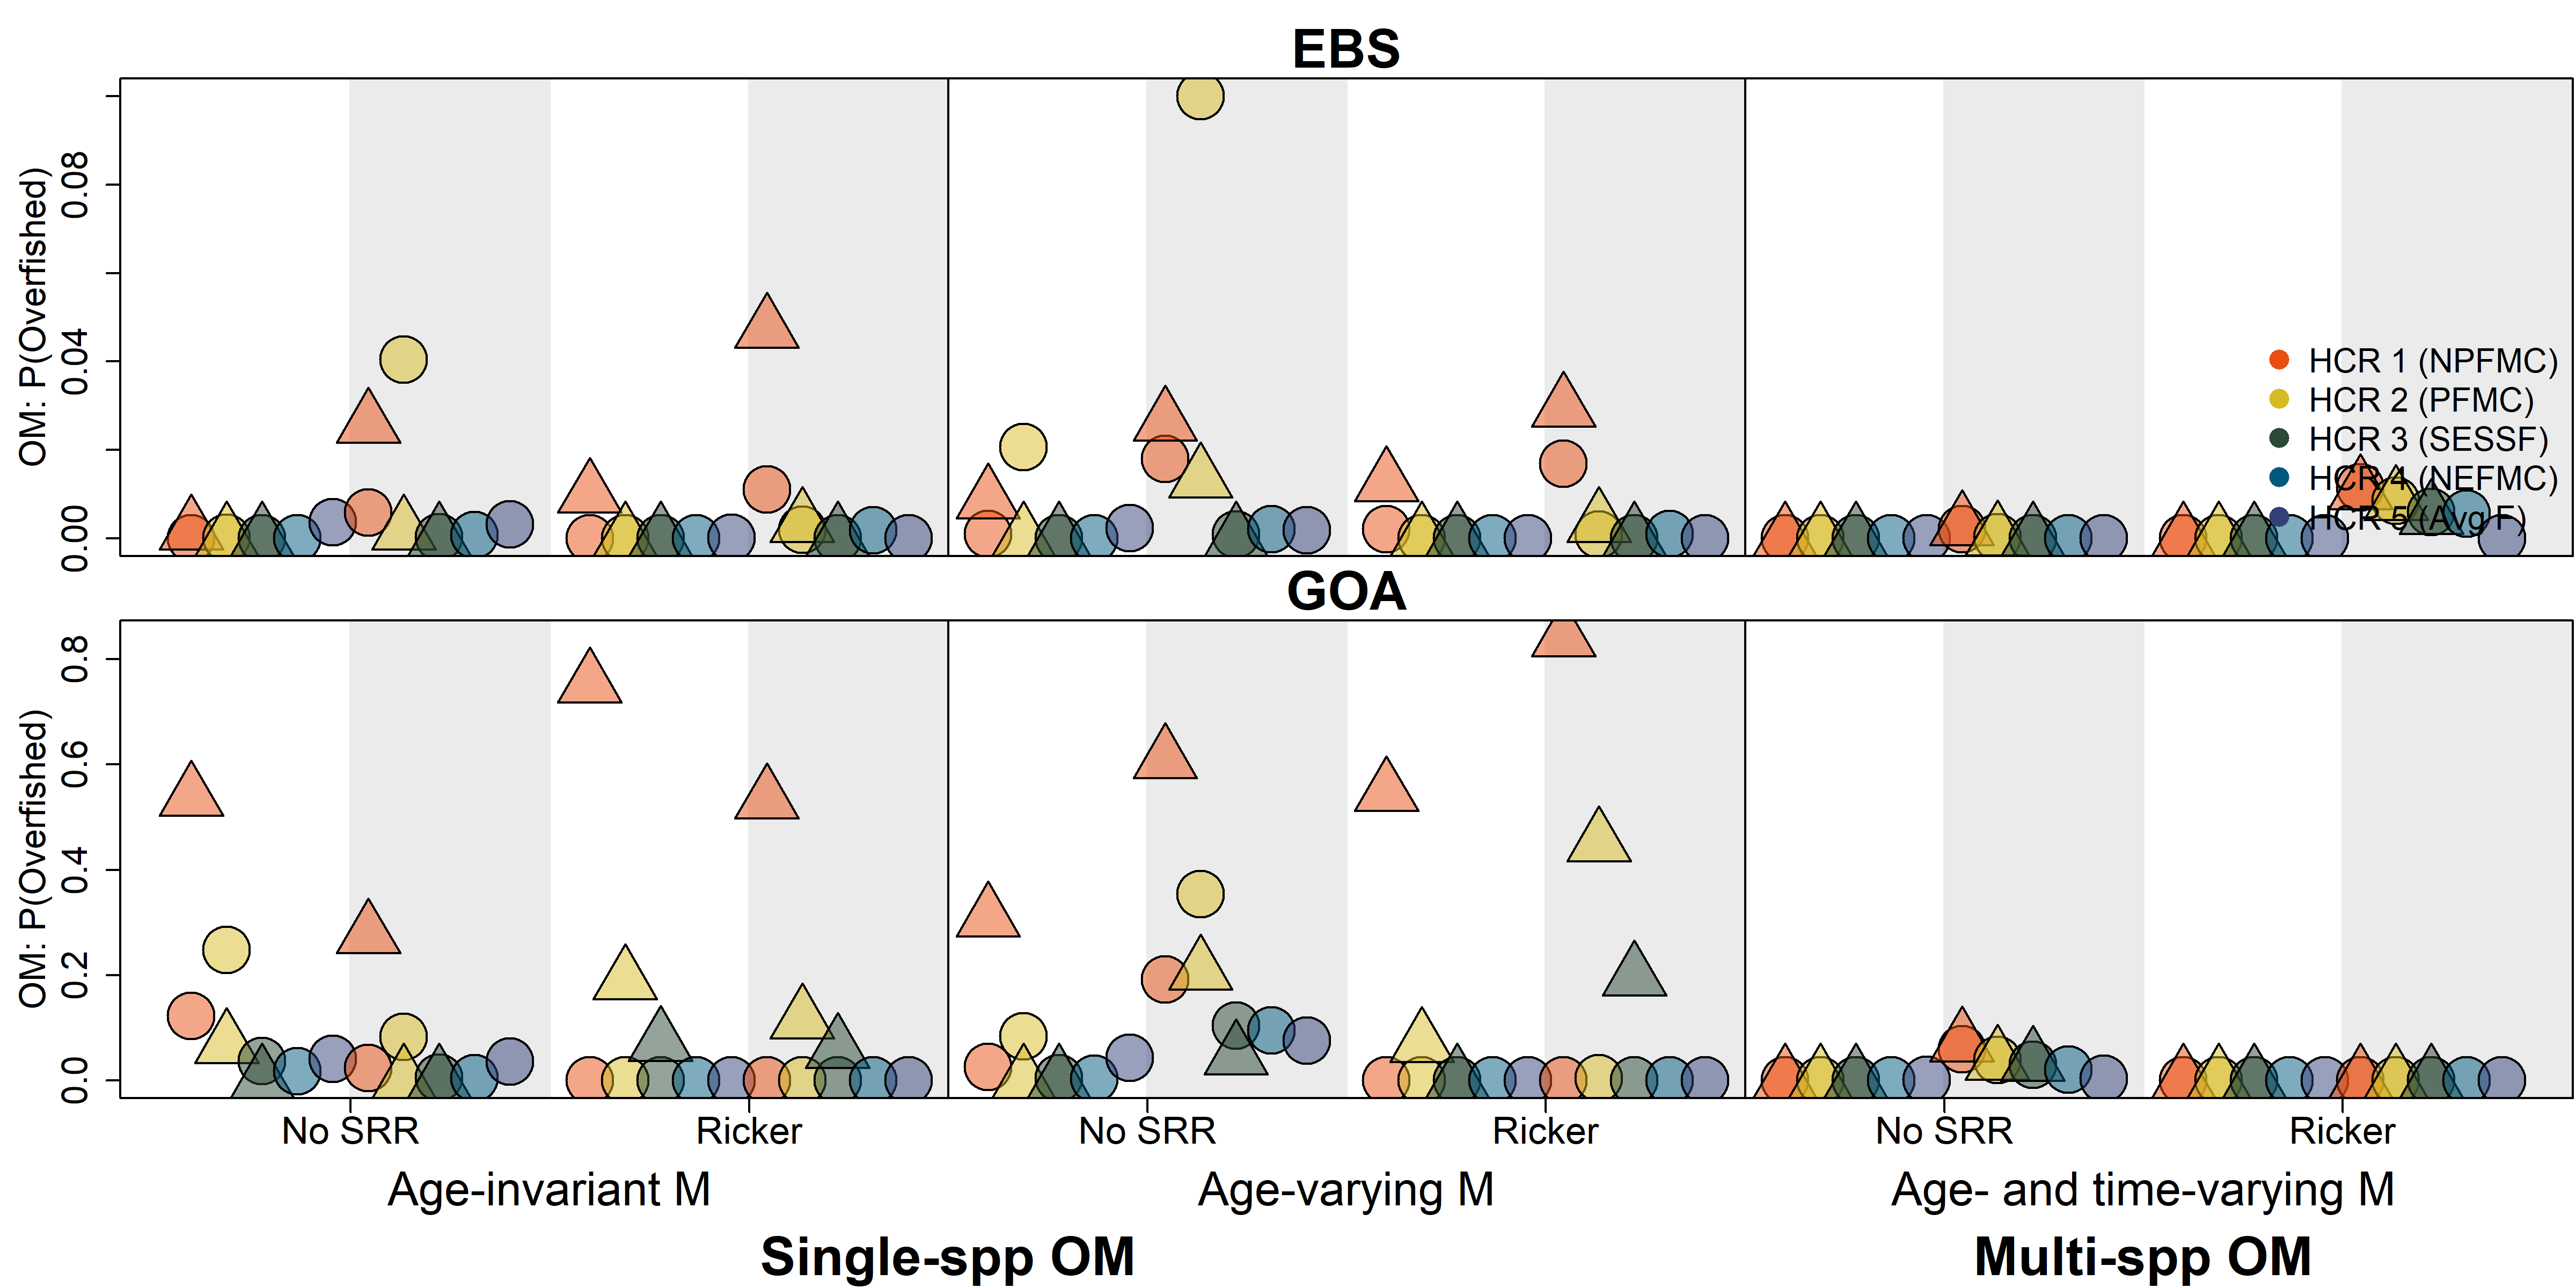 EBS
OM: P(Overfished)
0.08
0.04
0.00
HCR 1 (NPFMC)
HCR 2 (PFMC)
HCR 3 (SESSF)
HCR 4 (NEFMC)
HCR 5 (Avg F)
GOA
OM: P(Overfished)
0.8
0.6
0.4
0.2
0.0
No SRR Ricker No SRR Ricker No SRR Ricker
Age-invariant M Age-varying M Age- and time-varying M
Single-spp OM Multi-spp OM